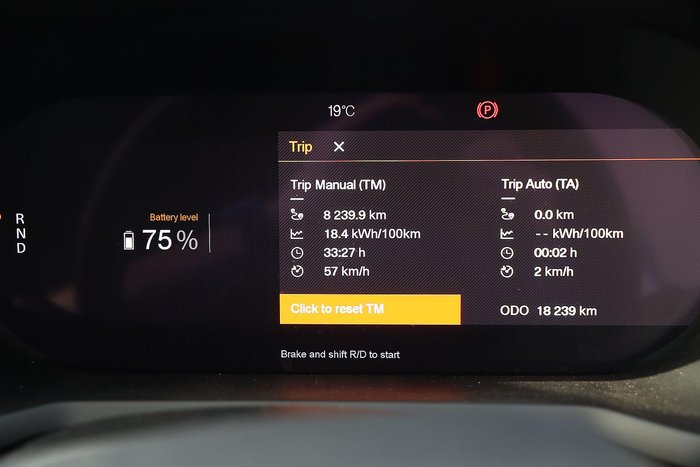 19°C
P
Trip ✕
Trip Manual (TM)
8 239.9 km
18.4 kWh/100km
33:27 h
57 km/h
Click to reset TM
Trip Auto (TA)
0.0 km
-- kWh/100km
00:02 h
2 km/h
ODO 18 239 km
Battery level
75 %
R
N
D
Brake and shift R/D to start